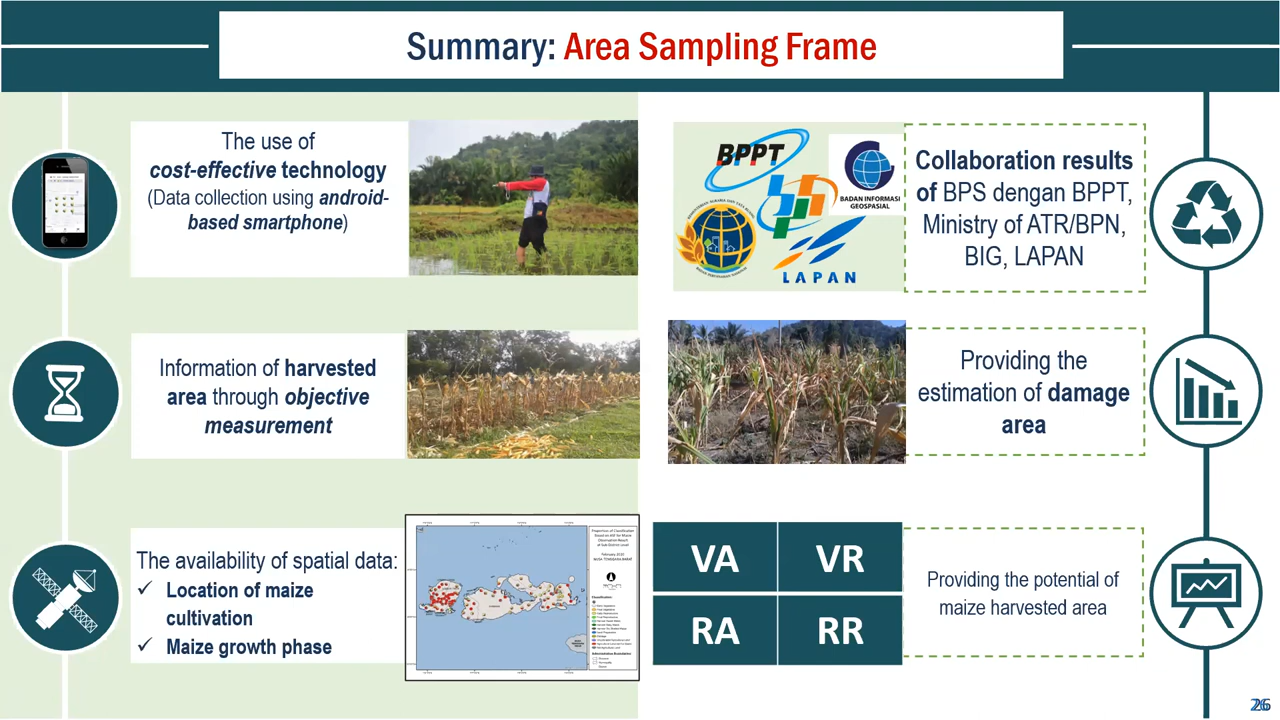 Summary: Area Sampling Frame
The use of
cost-effective technology
(Data collection using android-
based smartphone)
BPPT
BADAN INFORMASI
GEOSPASIAL
LAPAN
Collaboration results
of BPS dengan BPPT,
Ministry of ATR/BPN,
BIG, LAPAN
Information of harvested
area through objective
measurement
Providing the
estimation of damage
area
The availability of spatial data:
✓ Location of maize
cultivation
✓ Maize growth phase
VA
VR
RA
RR
Providing the potential of
maize harvested area
26